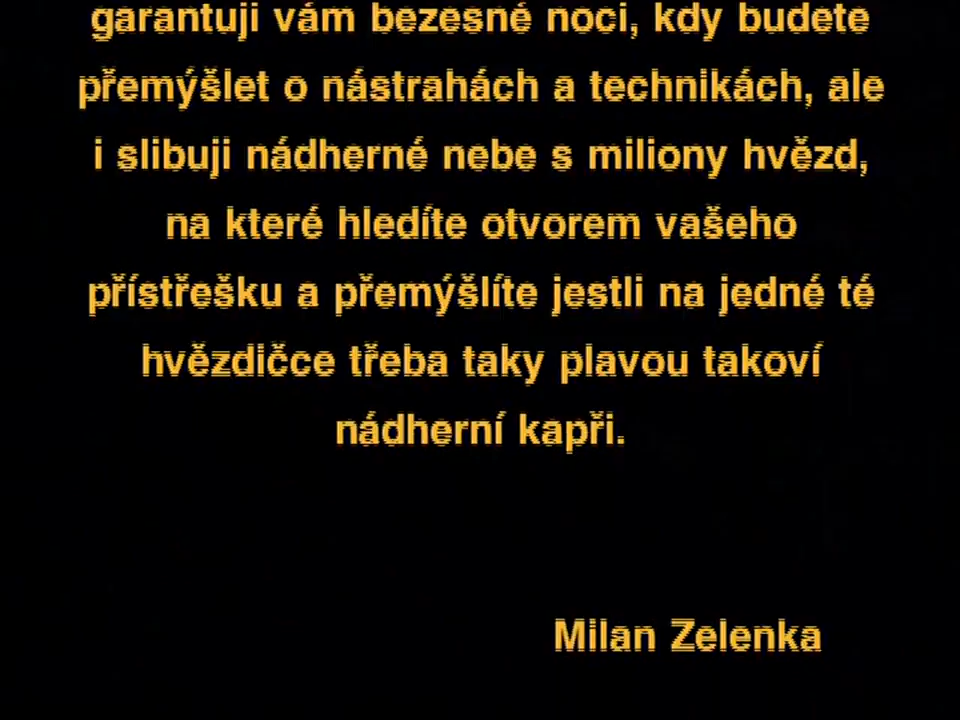 garantuji vám bezesné noci, kdy budete
přemýšlet o nástrahách a technikách, ale
i slibuji nádherné nebe s miliony hvězd,
na které hledíte otvorem vašeho
přístřešku a přemýšlíte jestli na jedné té
hvězdičce třeba taky plavou takoví
nádherní kapři.
Milan Zelenka